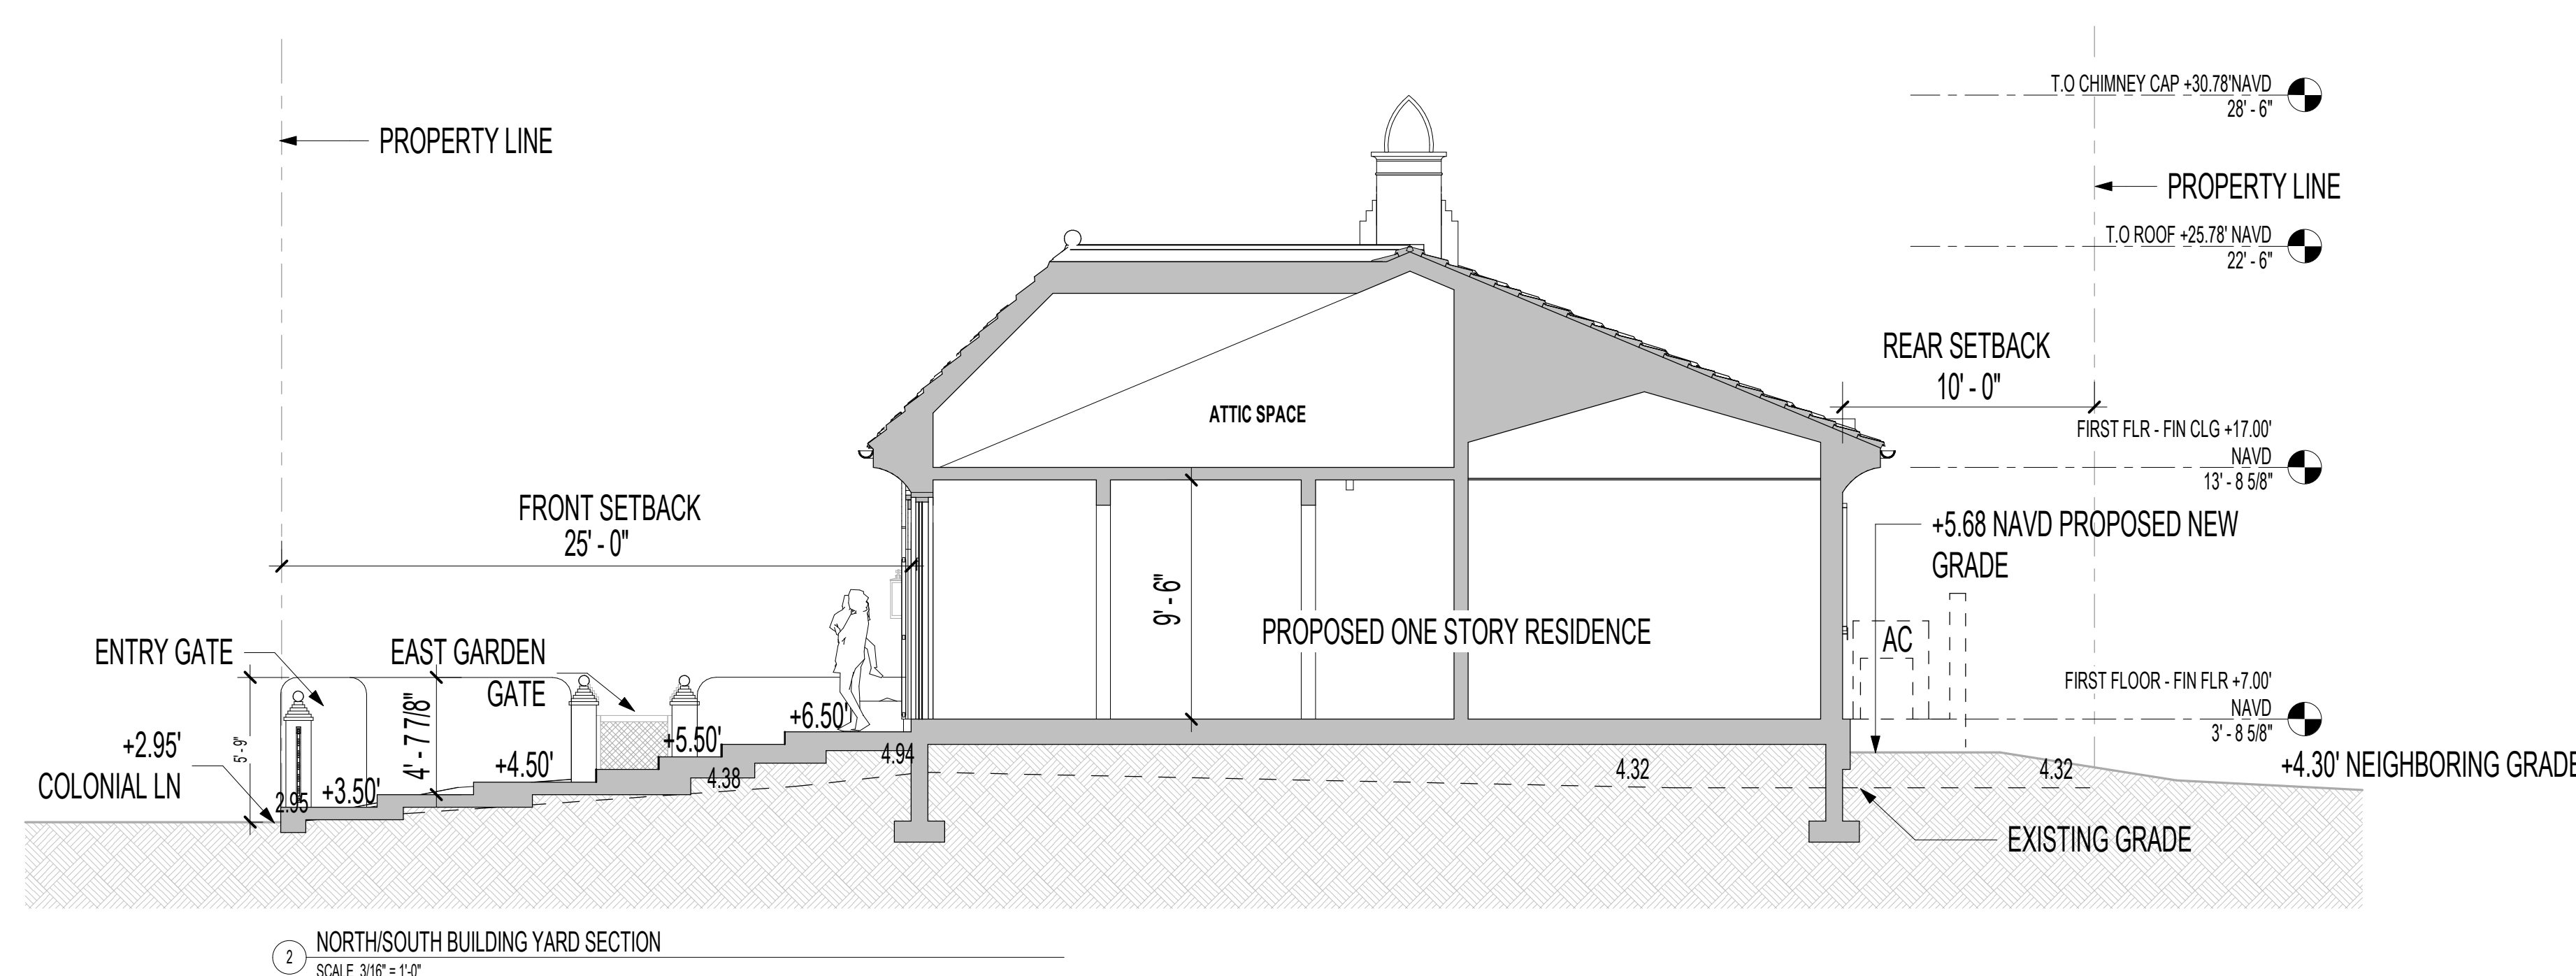 T.O CHIMNEY CAP +30.78'NAVD
28' - 6"
PROPERTY LINE
PROPERTY LINE
T.O ROOF +25.78' NAVD
22' - 6"
REAR SETBACK
10' - 0"
ATTIC SPACE
FIRST FLR - FIN CLG +17.00'
NAVD
13' - 8 5/8"
FRONT SETBACK
25' - 0"
+5.68 NAVD PROPOSED NEW
GRADE
9' - 6"
PROPOSED ONE STORY RESIDENCE
AC
ENTRY GATE
EAST GARDEN
GATE
FIRST FLOOR - FIN FLR +7.00'
NAVD
3' - 8 5/8"
+2.95'
COLONIAL LN
5' - 9"
4' - 7 7/8"
2.95
+3.50'
+4.50'
+5.50'
+6.50'
4.38
4.94
4.32
4.32
+4.30' NEIGHBORING GRADE
EXISTING GRADE
2
NORTH/SOUTH BUILDING YARD SECTION
SCALE 3/16" = 1'-0"